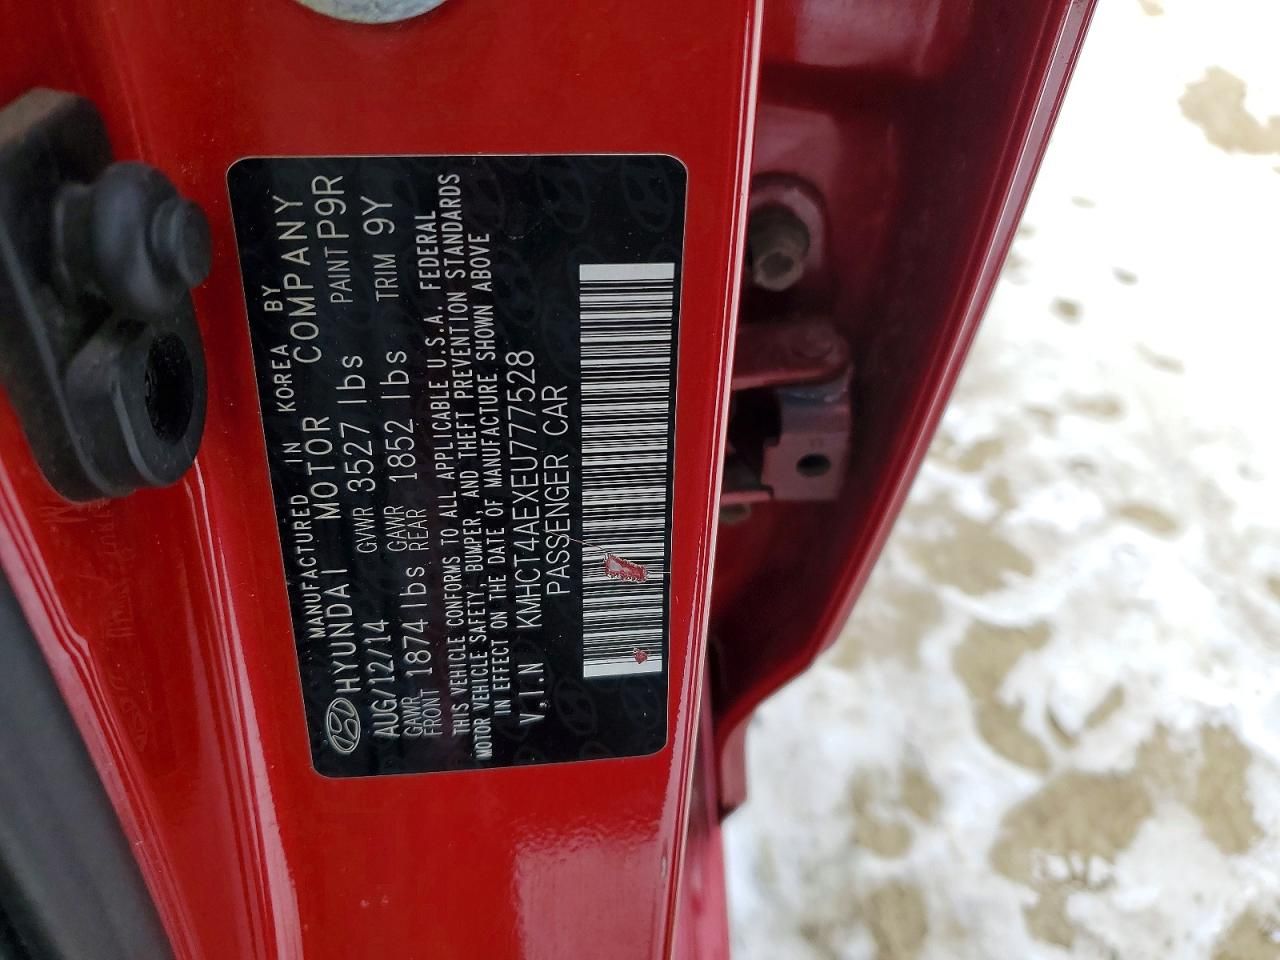 MANUFACTURED IN KOREA BY
HYUNDAI MOTOR COMPANY
AUG/12/14 GVWR 3527 lbs PAINT P9R
GAWR FRONT 1874 lbs GAWR REAR 1852 lbs TRIM 9Y
THIS VEHICLE CONFORMS TO ALL APPLICABLE U.S.A. FEDERAL
MOTOR VEHICLE SAFETY, BUMPER, AND THEFT PREVENTION STANDARDS
IN EFFECT ON THE DATE OF MANUFACTURE SHOWN ABOVE
V.I.N KMHCT4AEXEU777528
PASSENGER CAR